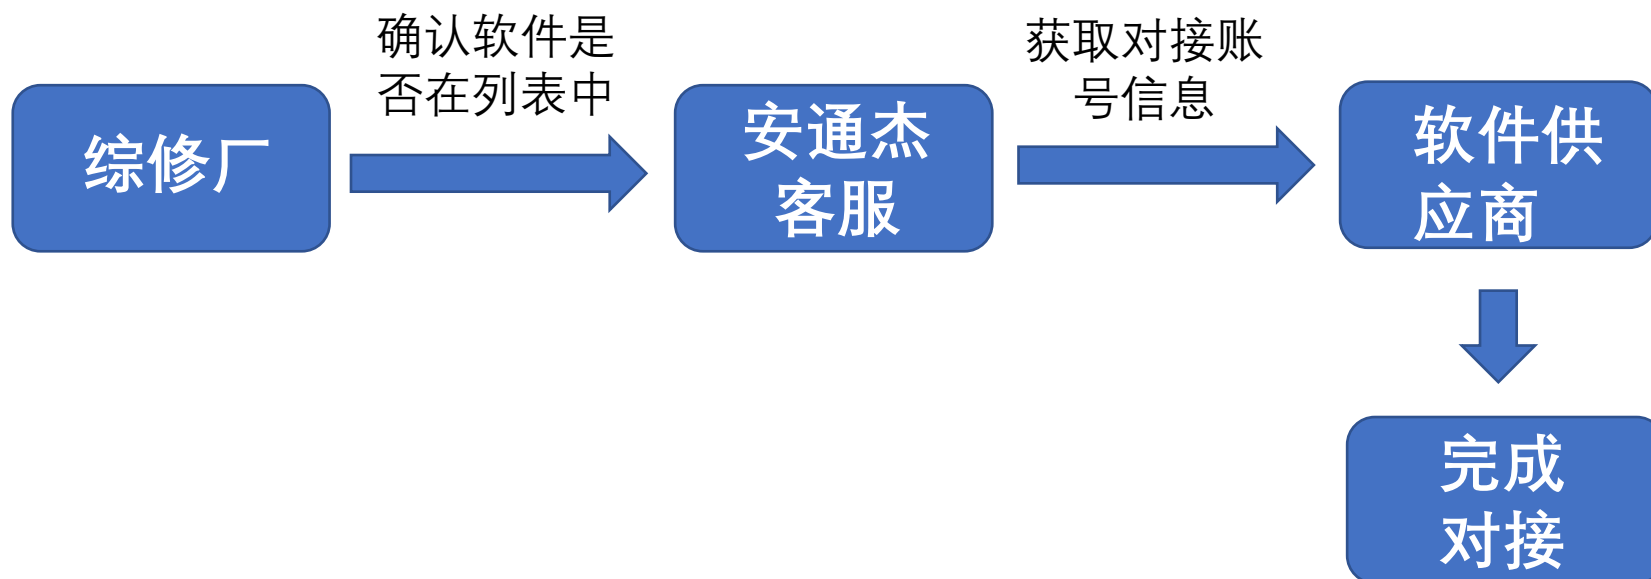 确认软件是
否在列表中
获取对接账
号信息
综修厂
安通杰
客服
软件供
应商
完成
对接